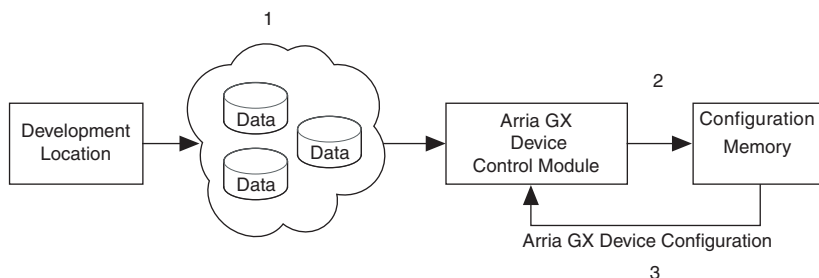 1
2
Development
Location
Data
Data
Data
Arria GX
Device
Control Module
Configuration
Memory
Arria GX Device Configuration
3